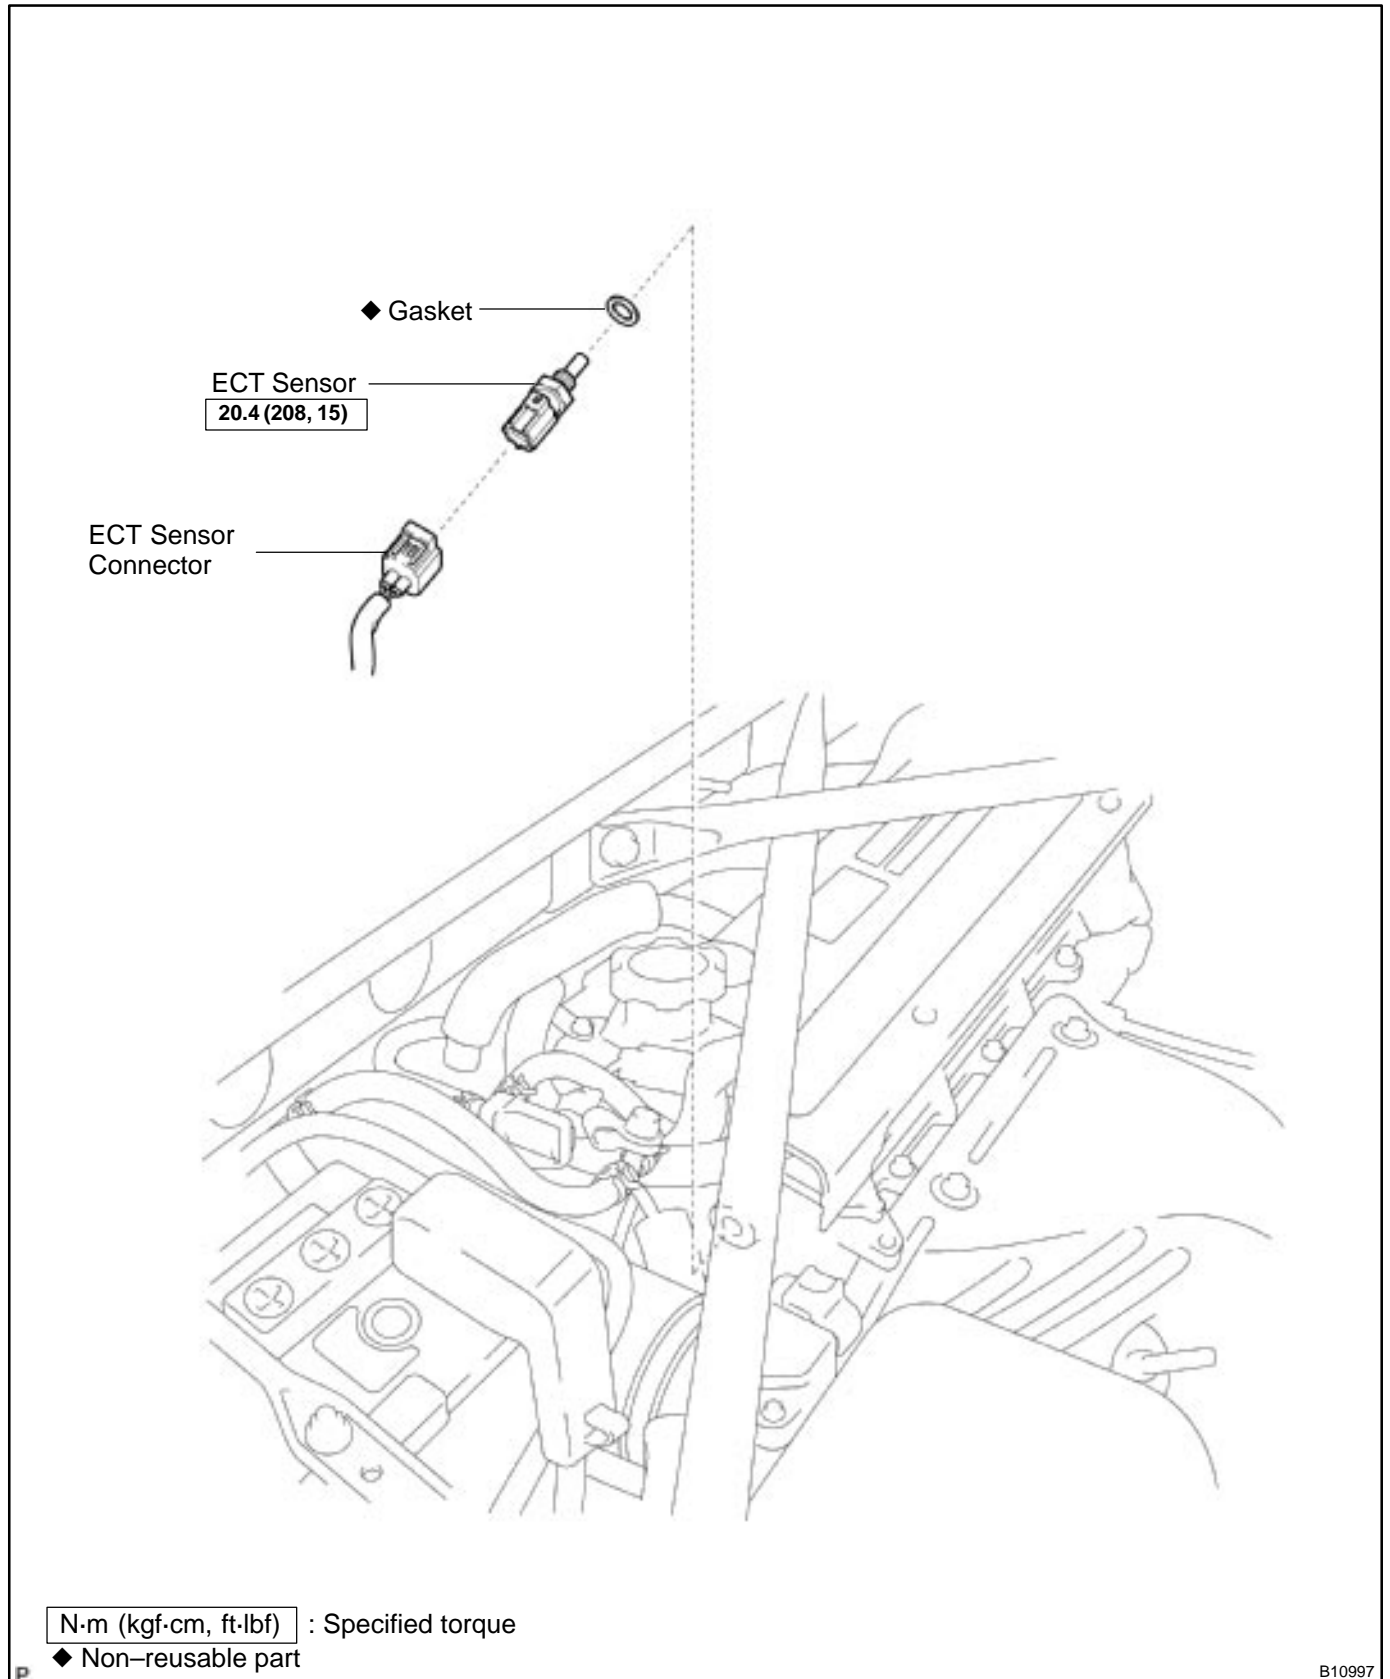 ◆ Gasket
ECT Sensor
20.4 (208, 15)
ECT Sensor
Connector
N·m (kgf·cm, ft·lbf) : Specified torque
◆ Non–reusable part
P
B10997